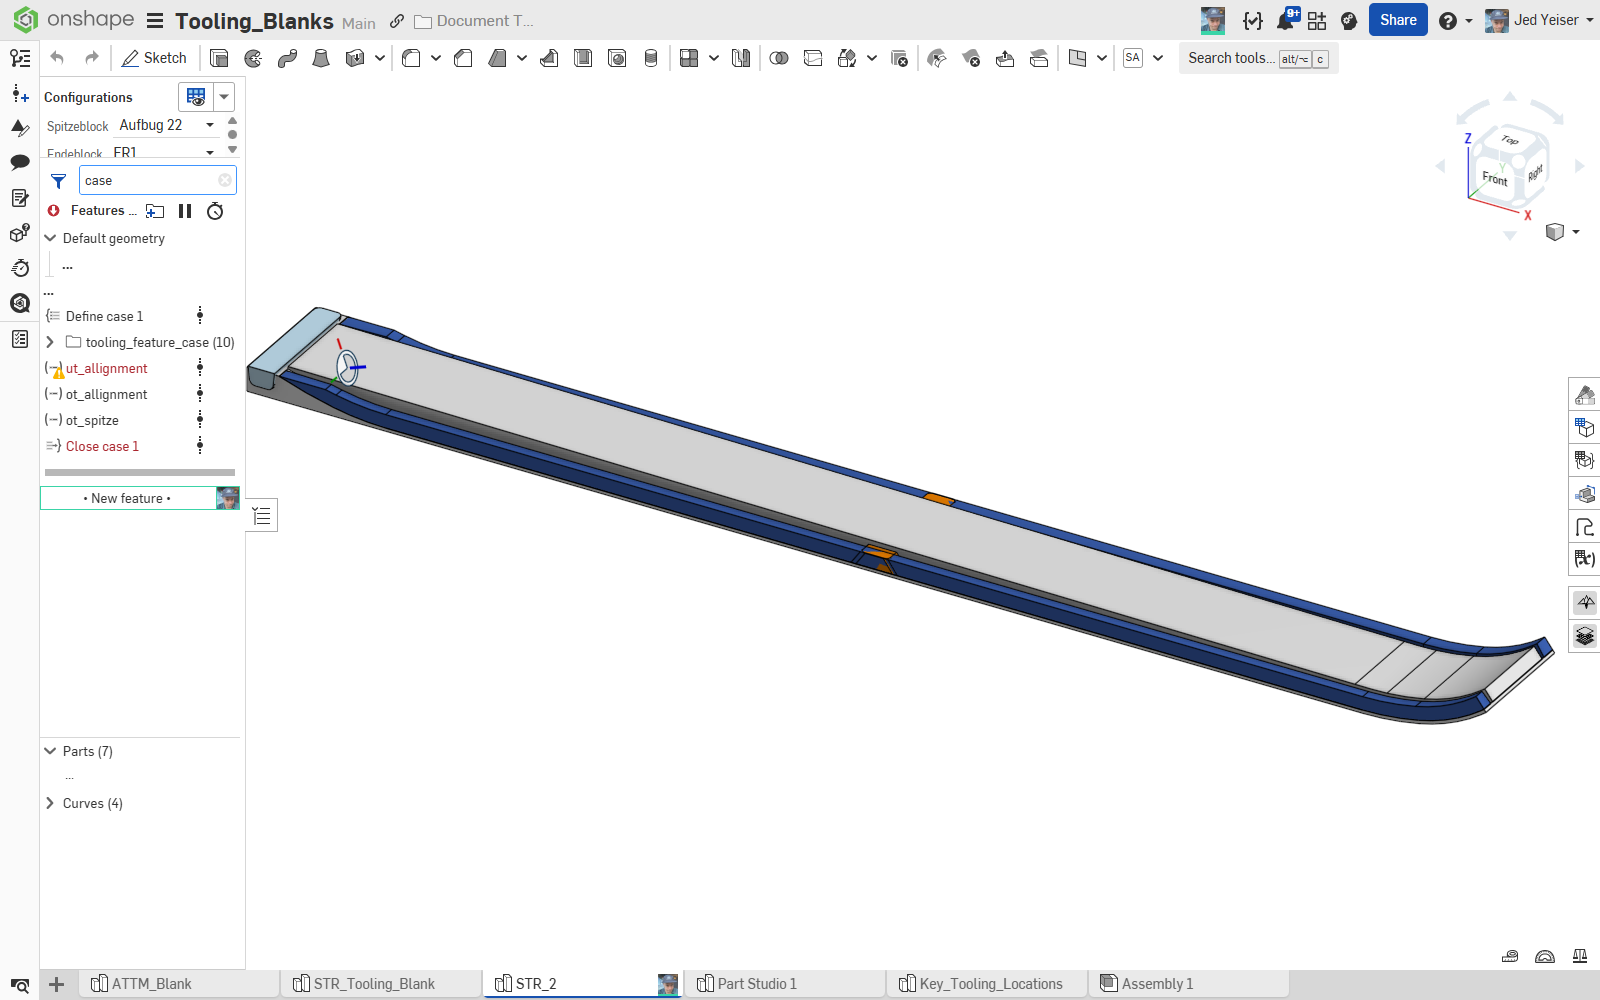 onshape Tooling_Blanks Main Document T... 9+ Share Jed Yeiser
Sketch SA Search tools... alt/⌥ c
Configurations
Spitzeblock Aufbug 22
Endeblock ER1
case
Features ...
Default geometry
...
...
Define case 1
tooling_feature_case (10)
ut_allignment
ot_allignment
ot_spitze
Close case 1
• New feature •
Parts (7)
...
Curves (4)
Z
Top
Y
Front
Right
X
ATTM_Blank STR_Tooling_Blank STR_2 Part Studio 1 Key_Tooling_Locations Assembly 1